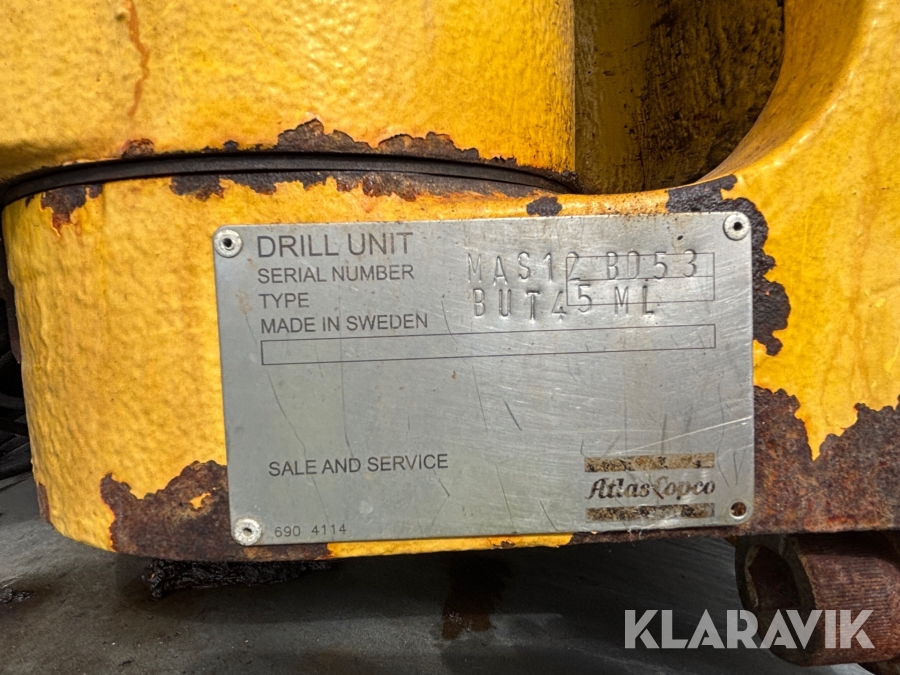 DRILL UNIT
SERIAL NUMBER MAS12 BD53
TYPE BUT45 ML
MADE IN SWEDEN
SALE AND SERVICE
Atlas Copco
690 4114
KLARAVIK